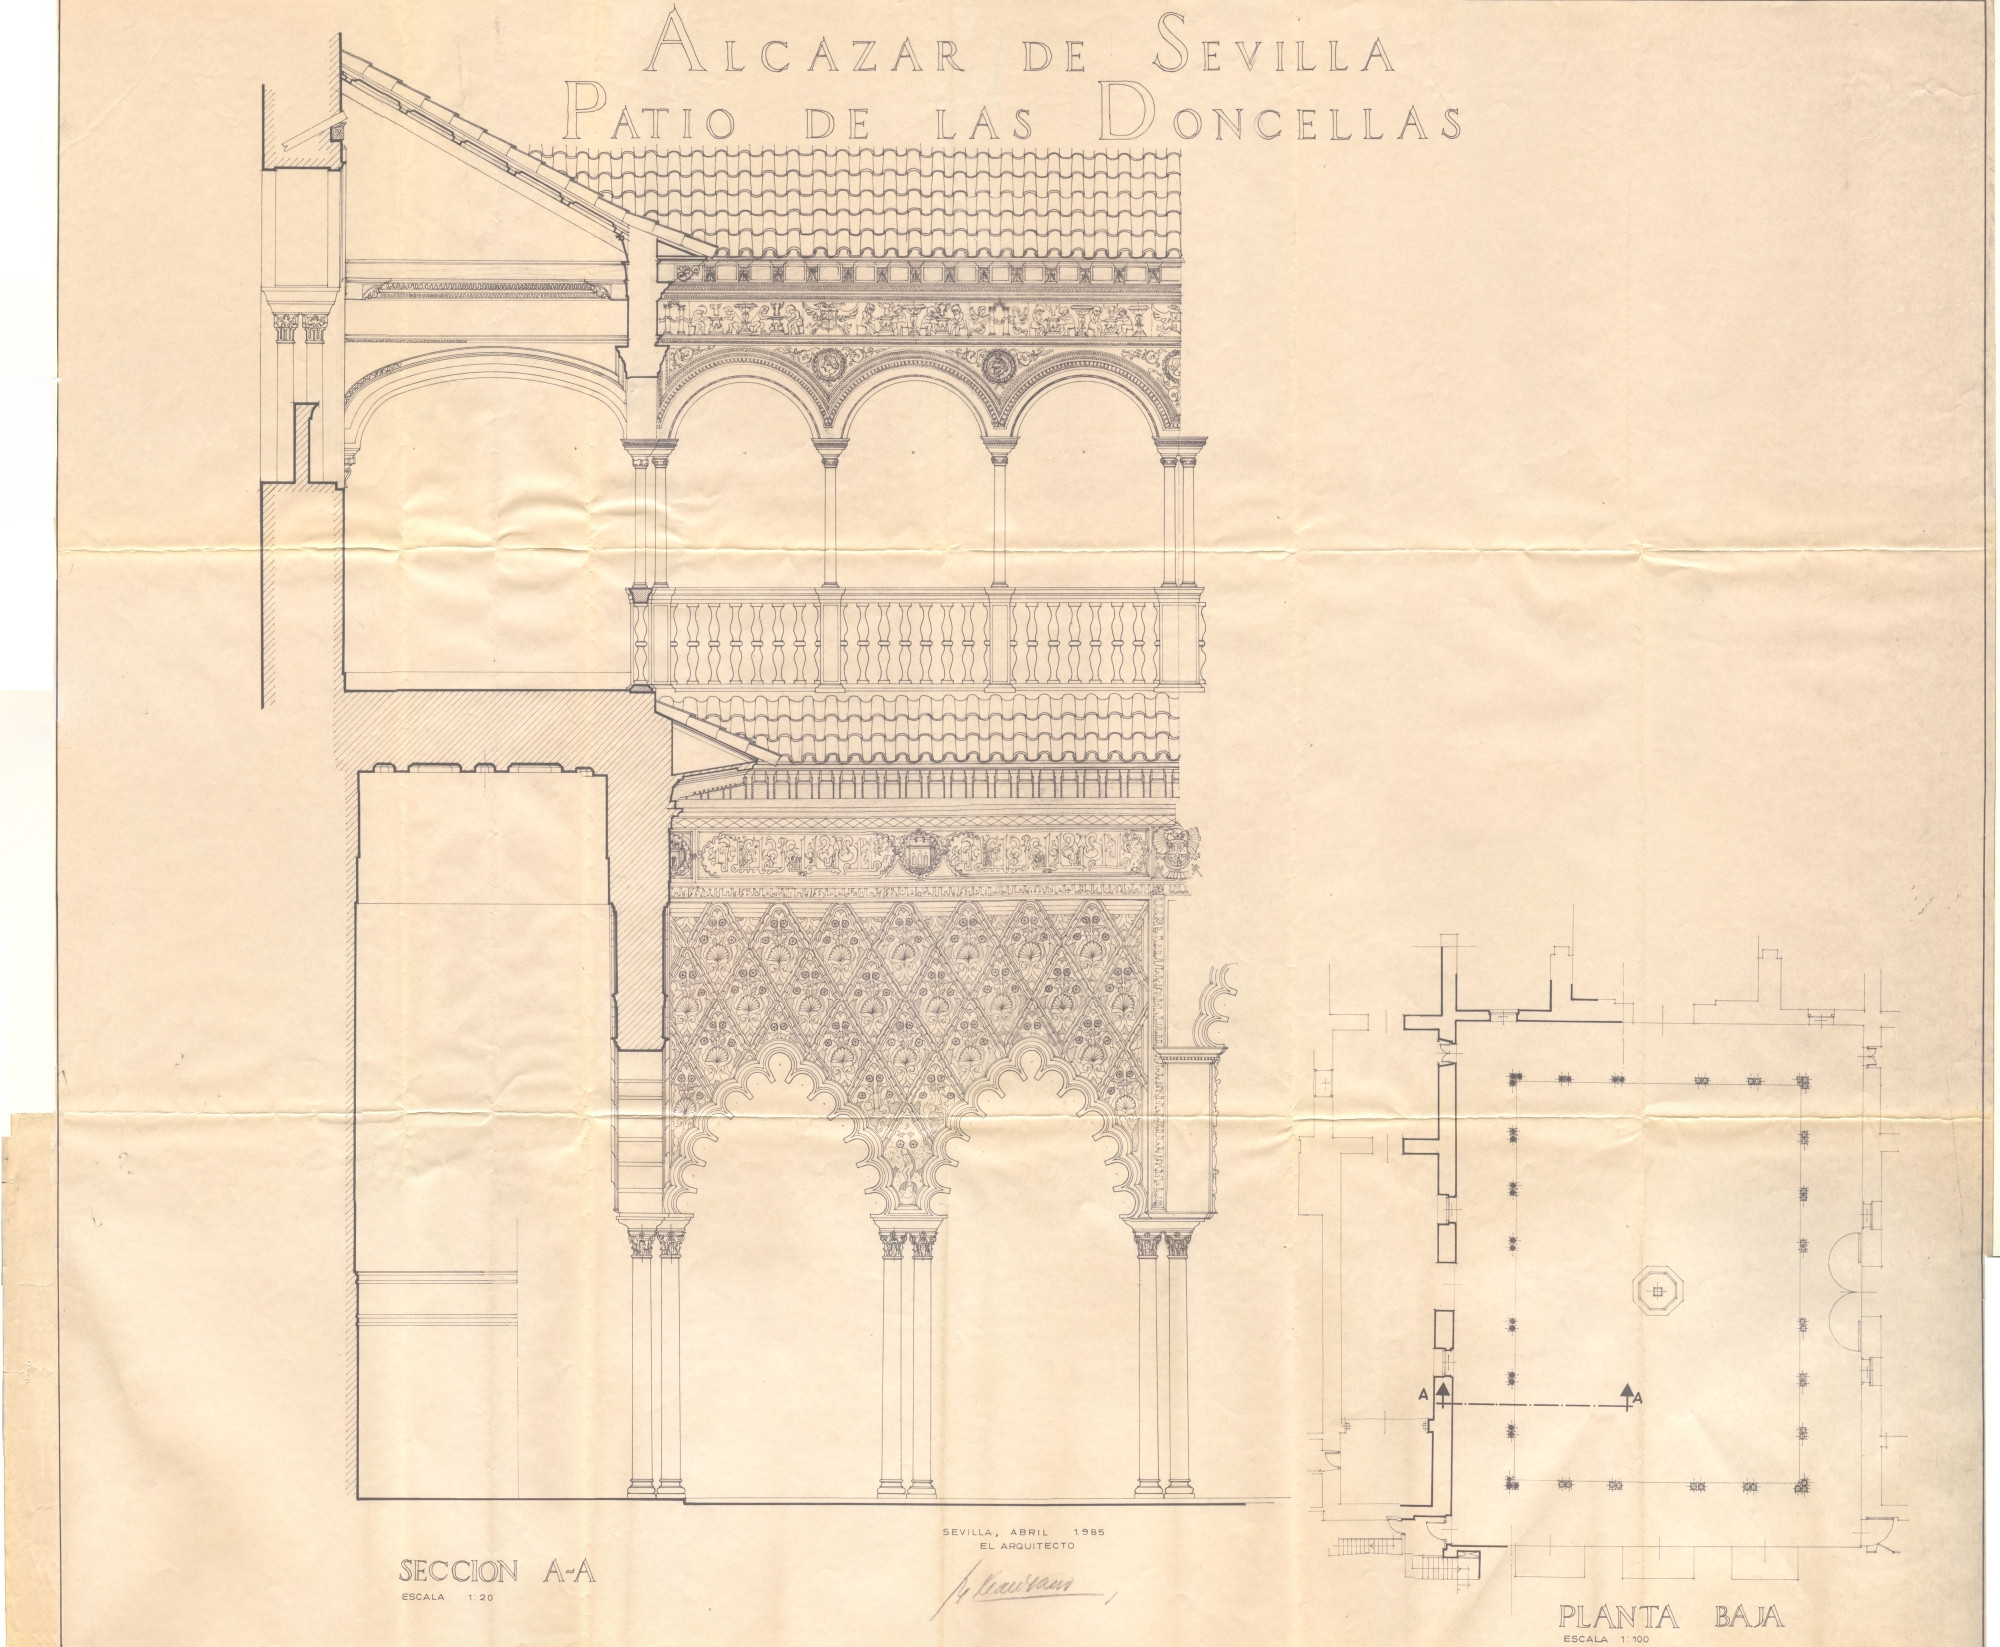 ALCAZAR DE SEVILLA
PATIO DE LAS DONCELLAS
A A
SEVILLA, ABRIL 1985
EL ARQUITECTO
SECCION A-A
ESCALA 1:20
PLANTA BAJA
ESCALA 1:100